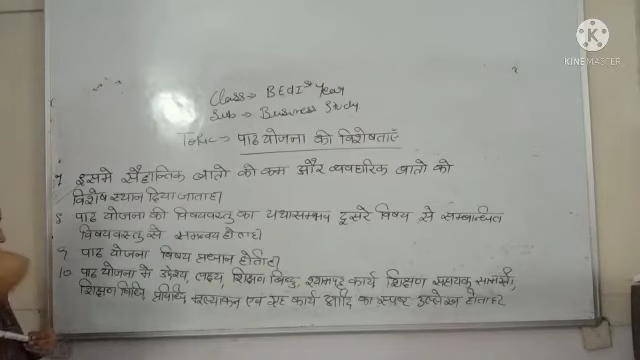 KINEMASTER
Class → B.Ed Ist Year
Sub → Business Study
Topic → पाठ योजना की विशेषताएँ
7 इसमे सैद्धान्तिक बातो को कम और व्यवहारिक बातो को
विशेष स्थान दिया जाता है।
8 पाठ योजना की विषयवस्तु का यथासम्भव दूसरे विषय से सम्बान्धित
विषयवस्तु से समन्वय होता है।
9 पाठ योजना विषय प्रधान होती है।
10 पाठ योजना मे उद्देश्य, लक्ष्य, शिक्षण बिन्दु, श्यामपट्ट कार्य शिक्षण सहायक सामग्री,
शिक्षण विधि, प्रविधि मूल्याकन एवं गृह कार्य आदि का स्पष्ट उल्लेख होता है।